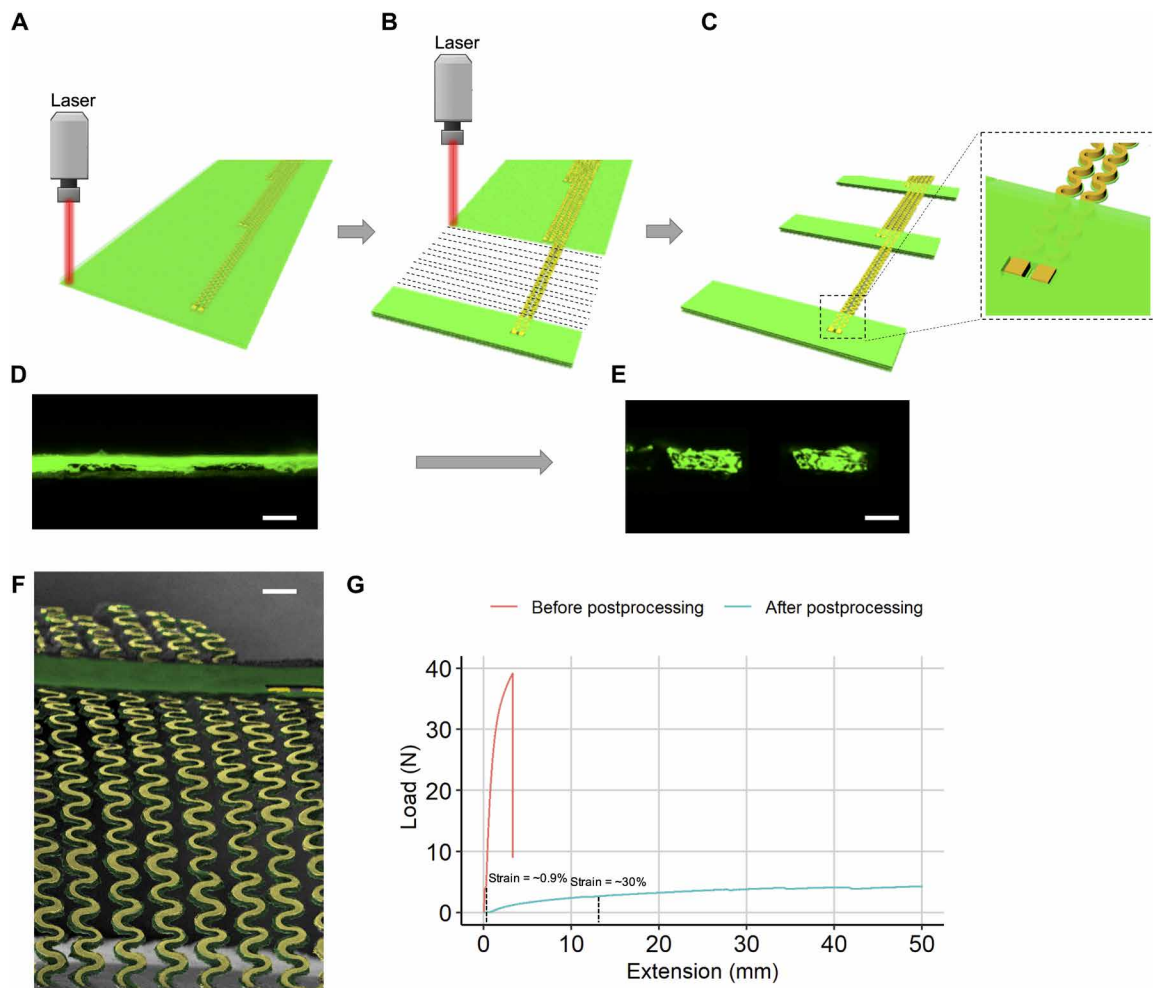 A
B
C
Laser
Laser
D
E
F
G
Before postprocessing
After postprocessing
Load (N)
40
30
20
10
0
Strain = ~0.9%
Strain = ~30%
0
10
20
30
40
50
Extension (mm)